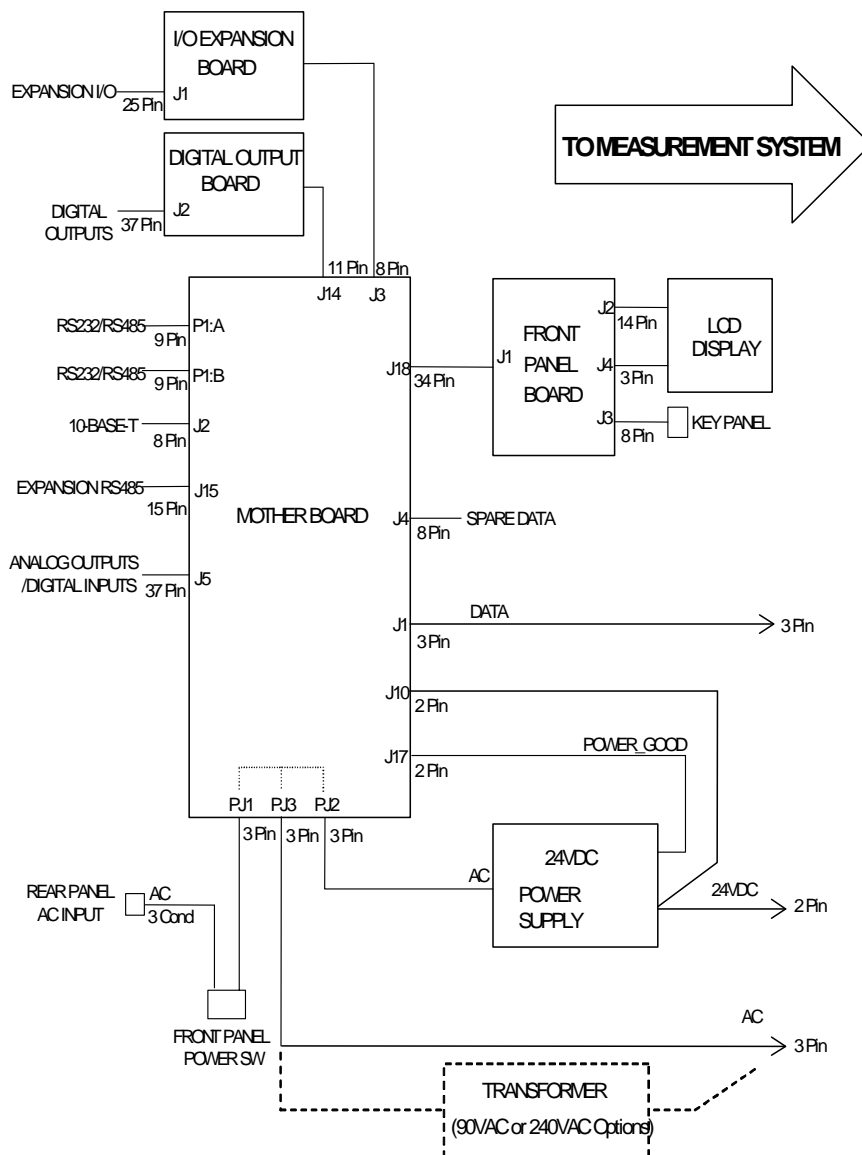 I/O EXPANSION
BOARD
EXPANSION I/O
25 Pin
J1
DIGITAL OUTPUT
BOARD
DIGITAL
OUTPUTS
37 Pin
J2
TO MEASUREMENT SYSTEM
11 Pin
8 Pin
J14
J3
RS232/RS485
9 Pin
P1:A
RS232/RS485
9 Pin
P1:B
10-BASE-T
8 Pin
J2
EXPANSION RS485
15 Pin
J15
ANALOG OUTPUTS
/DIGITAL INPUTS
37 Pin
J5
MOTHER BOARD
J18
34 Pin
J1
FRONT
PANEL
BOARD
J2
14 Pin
J4
3 Pin
J3
8 Pin
LCD
DISPLAY
KEY PANEL
J4
8 Pin
SPARE DATA
J1
3 Pin
DATA
3 Pin
J10
2 Pin
J17
2 Pin
POWER_GOOD
PJ1
PJ3
PJ2
3 Pin
3 Pin
3 Pin
AC
24VDC
POWER
SUPPLY
24VDC
2 Pin
REAR PANEL
AC INPUT
AC
3 Cond
FRONT PANEL
POWER SW
AC
3 Pin
TRANSFORMER
(90VAC or 240VAC Options)